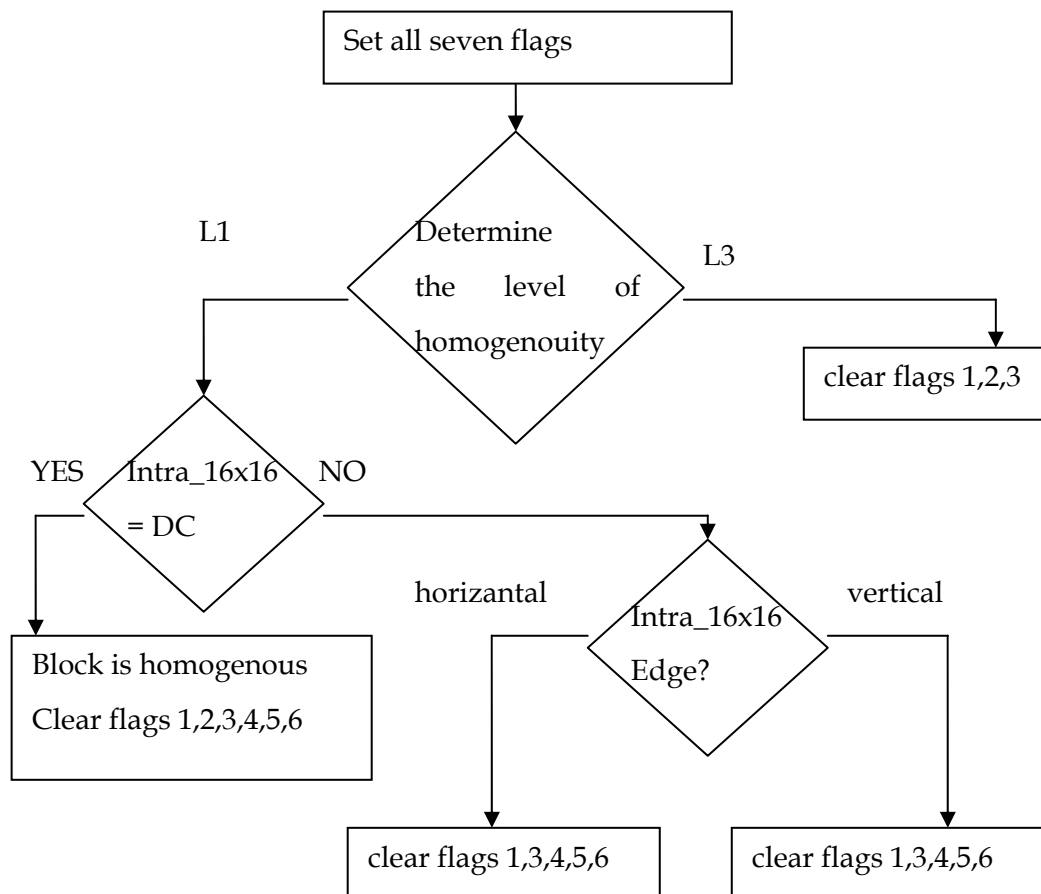 Set all seven flags
L1
Determine
the level of
homogenouity
L3
clear flags 1,2,3
YES
Intra_16x16
= DC
NO
horizantal
Intra_16x16
Edge?
vertical
Block is homogenous
Clear flags 1,2,3,4,5,6
clear flags 1,3,4,5,6
clear flags 1,3,4,5,6